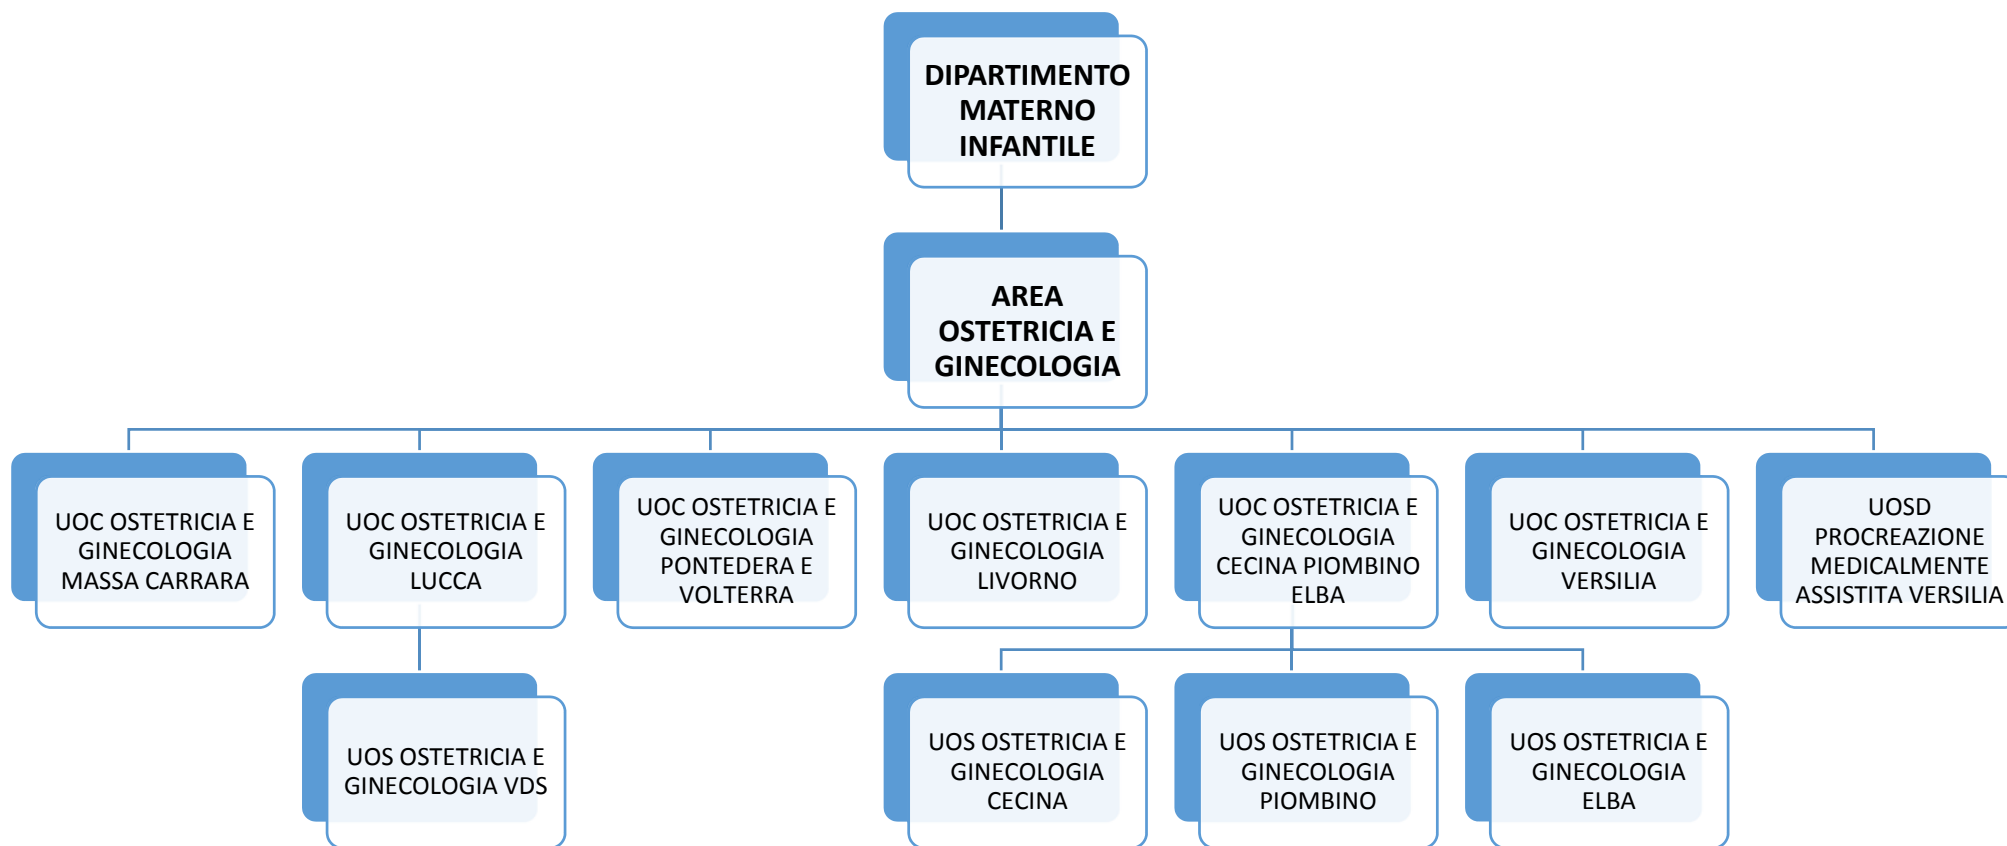 DIPARTIMENTO
MATERNO
INFANTILE
AREA
OSTETRICIA E
GINECOLOGIA
UOC OSTETRICIA E
GINECOLOGIA
MASSA CARRARA
UOC OSTETRICIA E
GINECOLOGIA
LUCCA
UOC OSTETRICIA E
GINECOLOGIA
PONTEDERA E
VOLTERRA
UOC OSTETRICIA E
GINECOLOGIA
LIVORNO
UOC OSTETRICIA E
GINECOLOGIA
CECINA PIOMBINO
ELBA
UOC OSTETRICIA E
GINECOLOGIA
VERSILIA
UOSD
PROCREAZIONE
MEDICALMENTE
ASSISTITA VERSILIA
UOS OSTETRICIA E
GINECOLOGIA VDS
UOS OSTETRICIA E
GINECOLOGIA
CECINA
UOS OSTETRICIA E
GINECOLOGIA
PIOMBINO
UOS OSTETRICIA E
GINECOLOGIA
ELBA